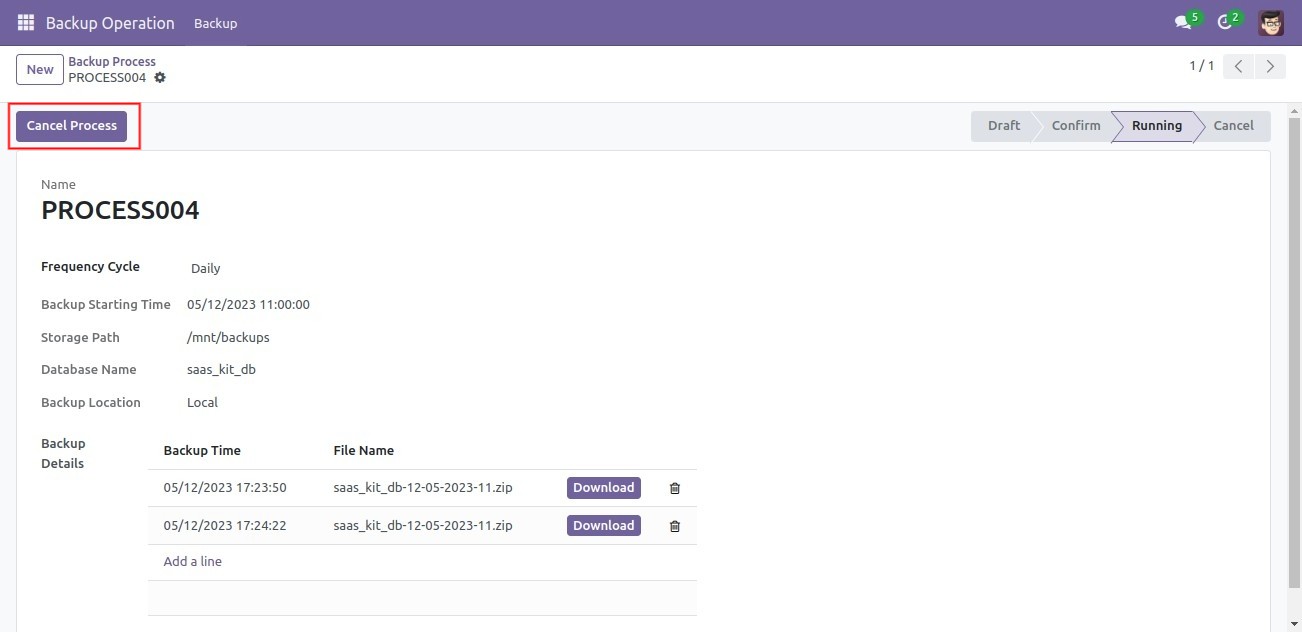 Backup Operation Backup 5 2
New Backup Process 1 / 1
PROCESS004
Cancel Process Draft Confirm Running Cancel
Name
PROCESS004
Frequency Cycle Daily
Backup Starting Time 05/12/2023 11:00:00
Storage Path /mnt/backups
Database Name saas_kit_db
Backup Location Local
Backup Details
Backup Time File Name
05/12/2023 17:23:50 saas_kit_db-12-05-2023-11.zip Download
05/12/2023 17:24:22 saas_kit_db-12-05-2023-11.zip Download
Add a line